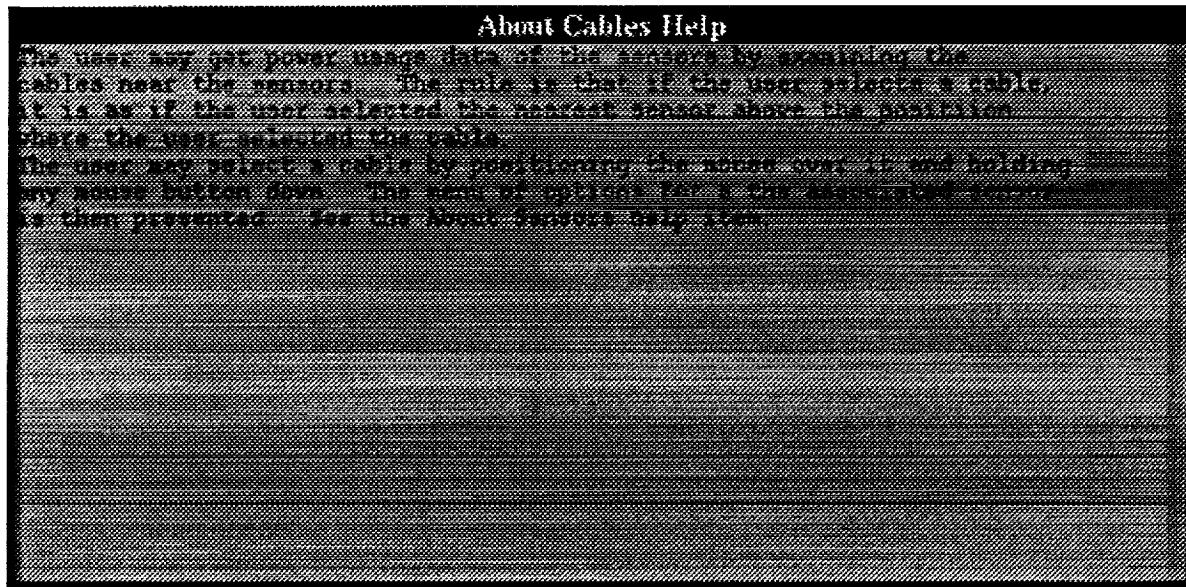 About Cables Help
The user may get power usage data of the sensors by examining the
cables near the sensors. The rule is that if the user selects a cable,
it is as if the user selected the nearest sensor above the positiion
where the user selected the cable.
The user may select a cable by positioning the mouse over it and holding
any mouse button down. The menu of options for a the associated sensor
is then presented. See the About Sensors help item.